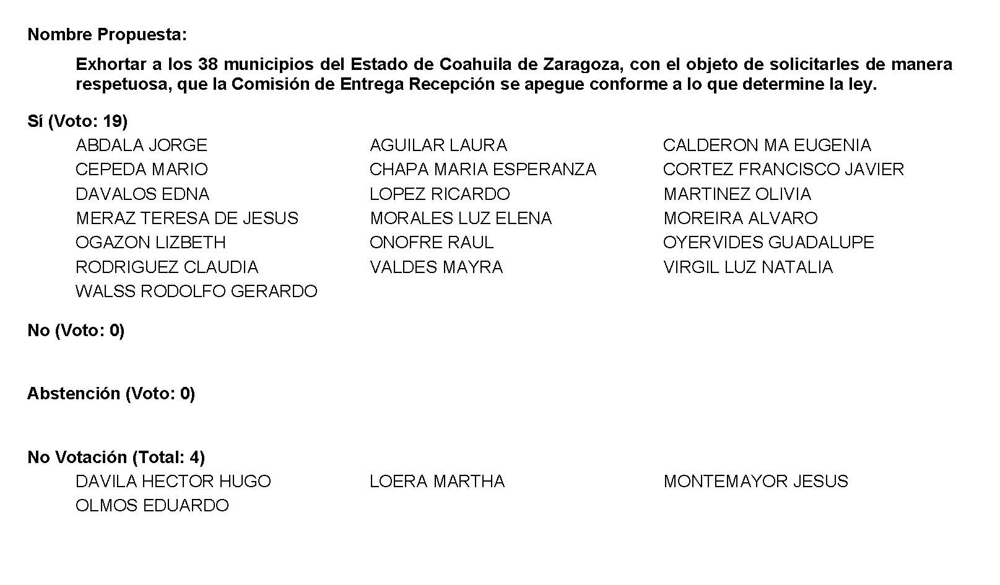 Nombre Propuesta:
Exhortar a los 38 municipios del Estado de Coahuila de Zaragoza, con el objeto de solicitarles de manera
respetuosa, que la Comisión de Entrega Recepción se apegue conforme a lo que determine la ley.
Sí (Voto: 19)
ABDALA JORGE AGUILAR LAURA CALDERON MA EUGENIA
CEPEDA MARIO CHAPA MARIA ESPERANZA CORTEZ FRANCISCO JAVIER
DAVALOS EDNA LOPEZ RICARDO MARTINEZ OLIVIA
MERAZ TERESA DE JESUS MORALES LUZ ELENA MOREIRA ALVARO
OGAZON LIZBETH ONOFRE RAUL OYERVIDES GUADALUPE
RODRIGUEZ CLAUDIA VALDES MAYRA VIRGIL LUZ NATALIA
WALSS RODOLFO GERARDO
No (Voto: 0)
Abstención (Voto: 0)
No Votación (Total: 4)
DAVILA HECTOR HUGO LOERA MARTHA MONTEMAYOR JESUS
OLMOS EDUARDO